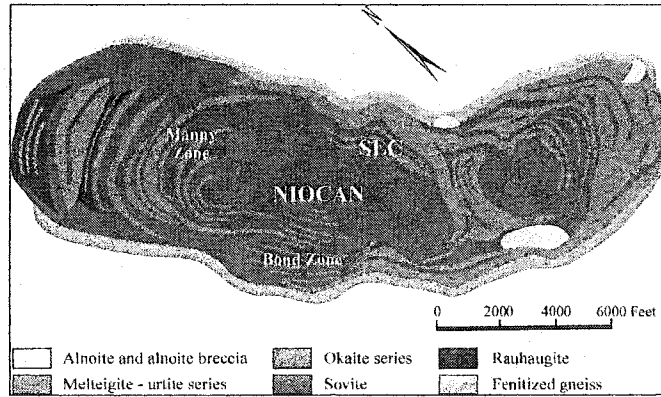 N
Manny
Zone
SLC
NIOCAN
Bond Zone
0 2000 4000 6000 Feet
Alnoite and alnoite breccia
Okaite series
Rauhaugite
Melteigite - urtite series
Sovite
Fenitized gneiss